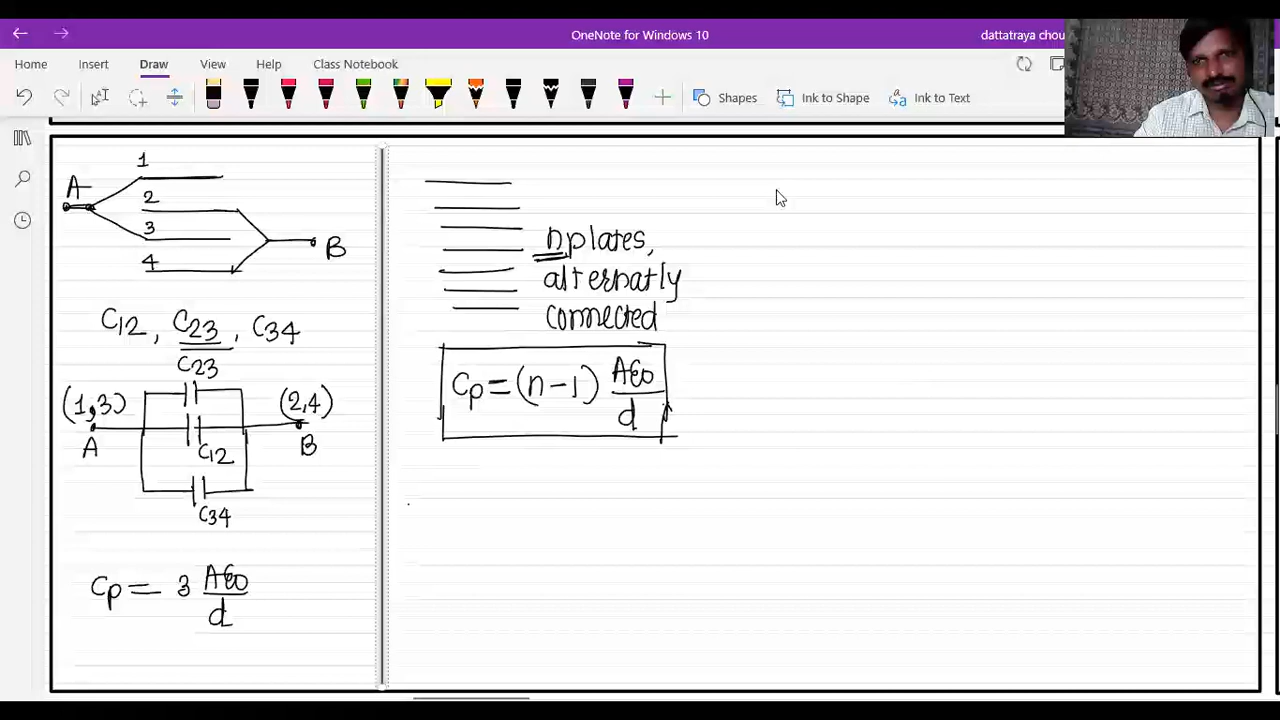 OneNote for Windows 10
dattatraya chou
Home Insert Draw View Help Class Notebook
Shapes Ink to Shape Ink to Text
1
A
2
3
B
4
C12, C23, C34
C23
(1,3) (2,4)
A B
C12
C34
Cp = 3 Aε0/d
n plates,
alternatly
connected
Cp = (n-1) Aε0/d